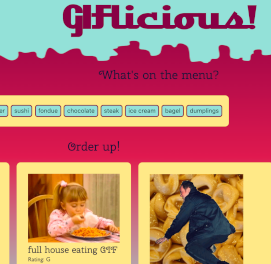 GIFlicious!
What's on the menu?
sushi fondue chocolate steak ice cream bagel dumplings
Order up!
full house eating GIF
Rating: G